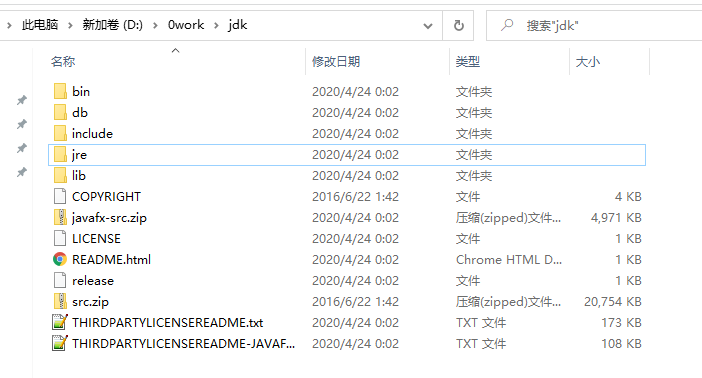 此电脑 > 新加卷 (D:) > 0work > jdk 搜索"jdk"
名称 修改日期 类型 大小
bin 2020/4/24 0:02 文件夹
db 2020/4/24 0:02 文件夹
include 2020/4/24 0:02 文件夹
jre 2020/4/24 0:02 文件夹
lib 2020/4/24 0:02 文件夹
COPYRIGHT 2016/6/22 1:42 文件 4 KB
javafx-src.zip 2020/4/24 0:02 压缩(zipped)文件... 4,971 KB
LICENSE 2020/4/24 0:02 文件 1 KB
README.html 2020/4/24 0:02 Chrome HTML D... 1 KB
release 2020/4/24 0:02 文件 1 KB
src.zip 2016/6/22 1:42 压缩(zipped)文件... 20,754 KB
THIRDPARTYLICENSEREADME.txt 2020/4/24 0:02 TXT 文件 173 KB
THIRDPARTYLICENSEREADME-JAVAF... 2020/4/24 0:02 TXT 文件 108 KB